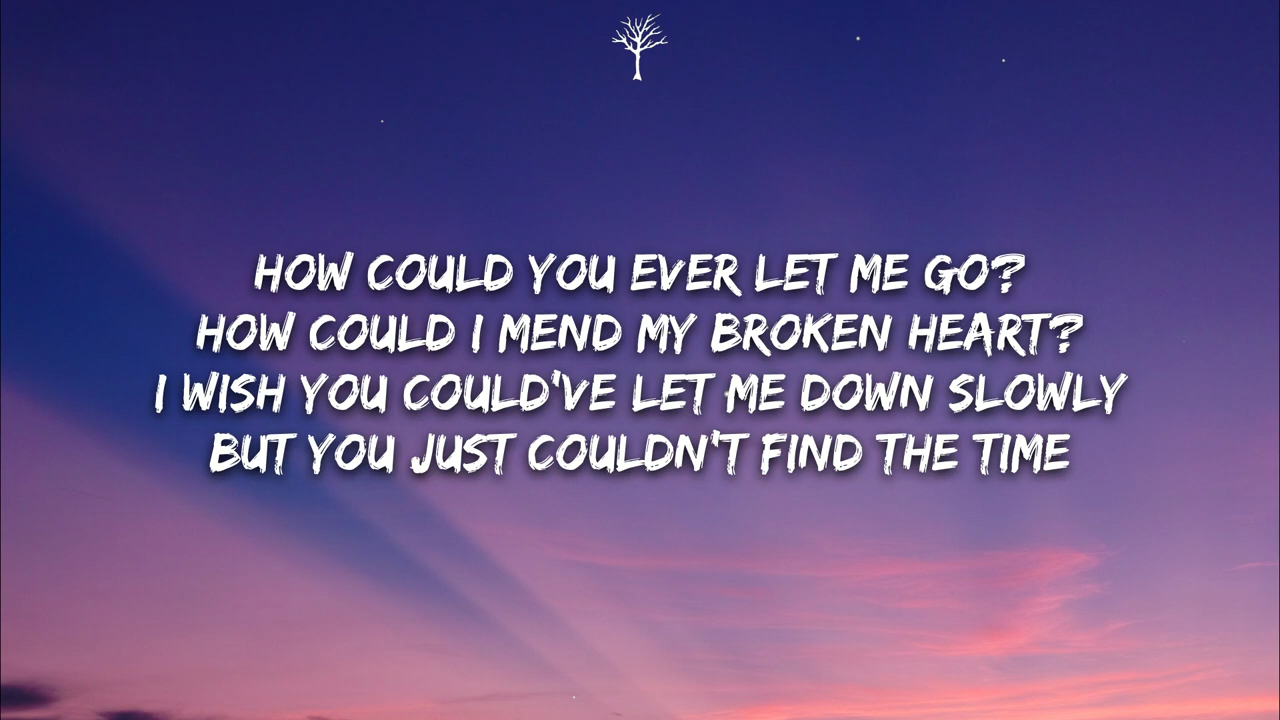 HOW COULD YOU EVER LET ME GO?
HOW COULD I MEND MY BROKEN HEART?
I WISH YOU COULD'VE LET ME DOWN SLOWLY
BUT YOU JUST COULDN'T FIND THE TIME